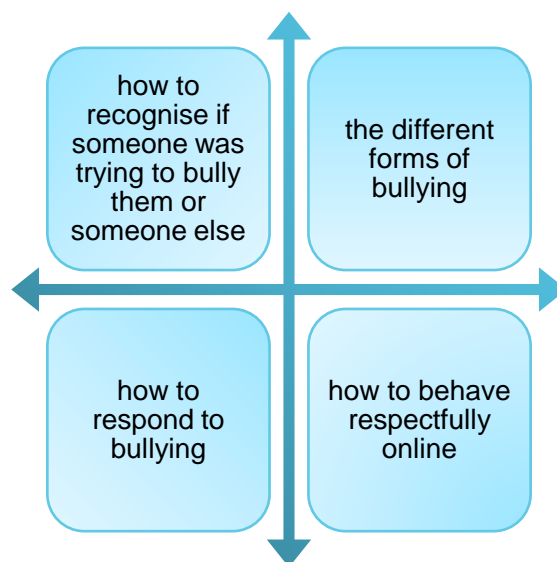 how to
recognise if
someone was
trying to bully
them or
someone else
the different
forms of
bullying
how to
respond to
bullying
how to behave
respectfully
online